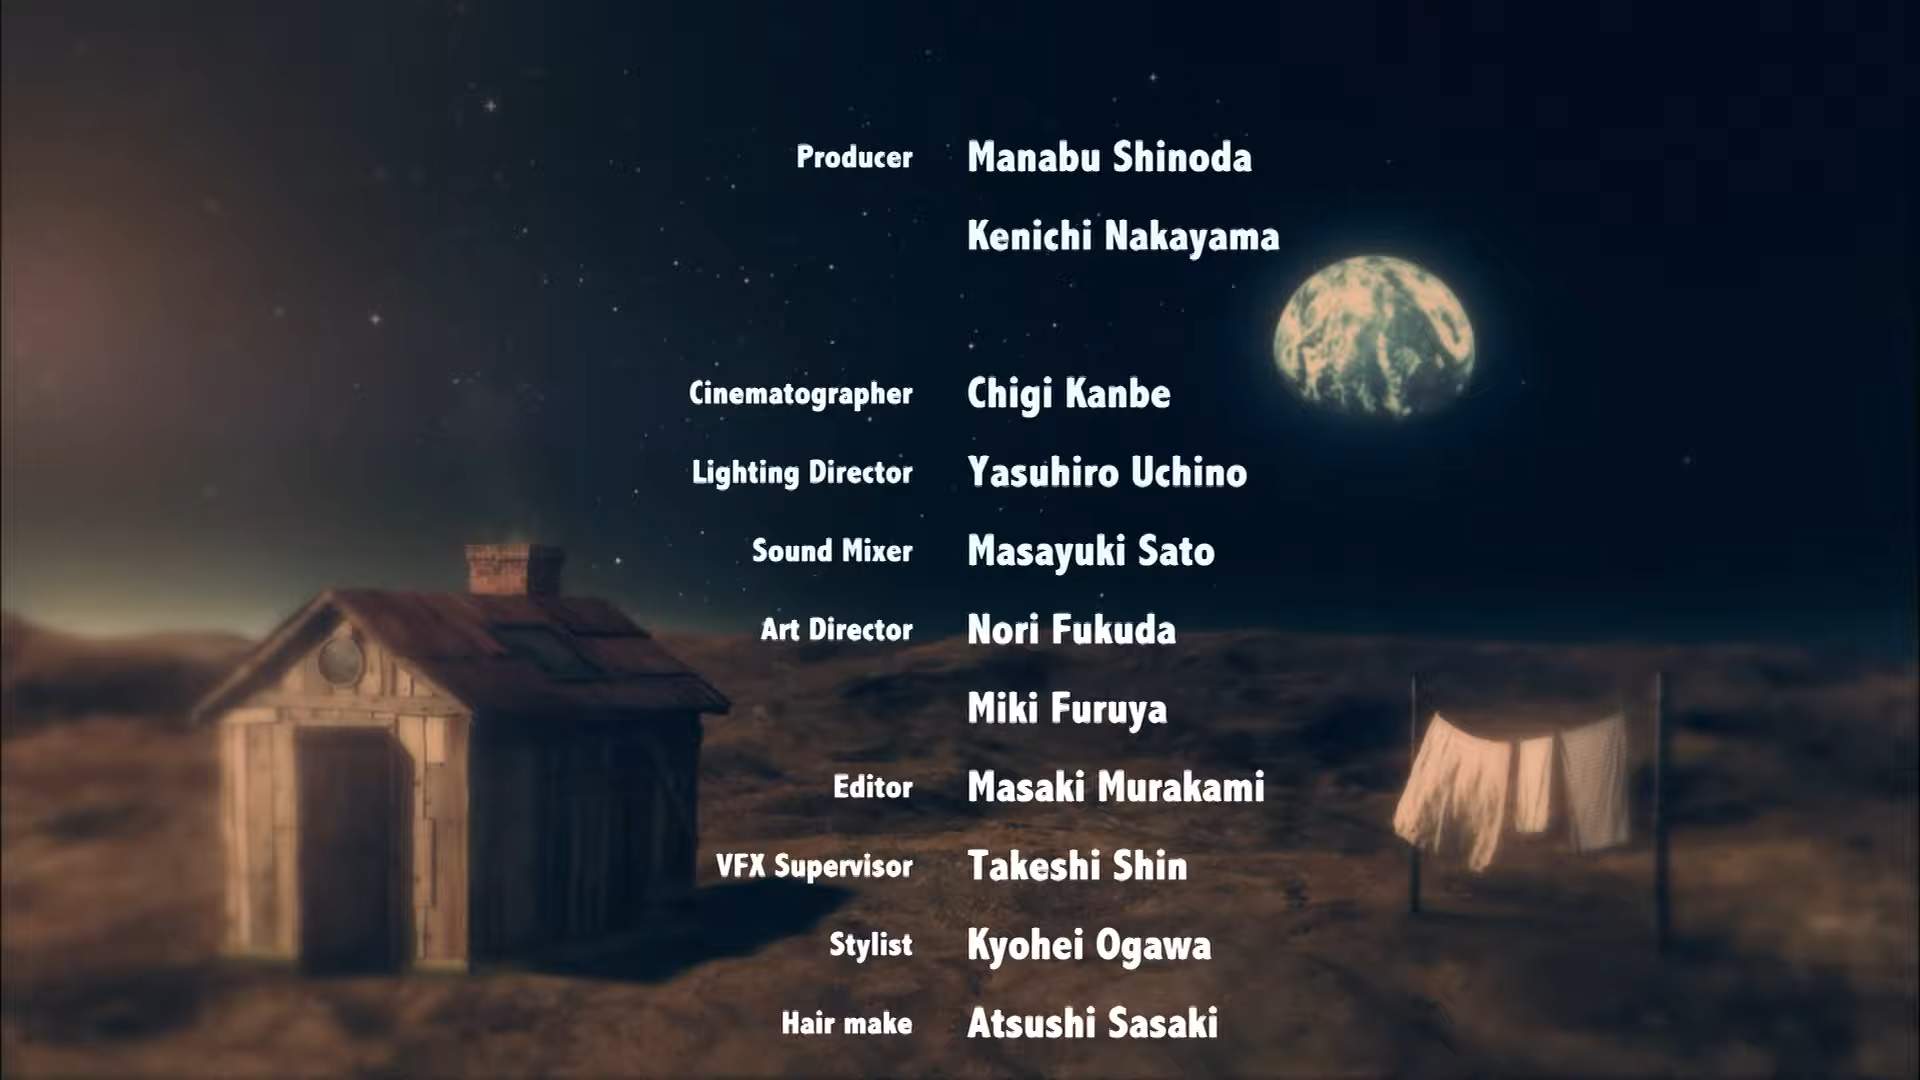 Producer Manabu Shinoda
Kenichi Nakayama
Cinematographer Chigi Kanbe
Lighting Director Yasuhiro Uchino
Sound Mixer Masayuki Sato
Art Director Nori Fukuda
Miki Furuya
Editor Masaki Murakami
VFX Supervisor Takeshi Shin
Stylist Kyohei Ogawa
Hair make Atsushi Sasaki